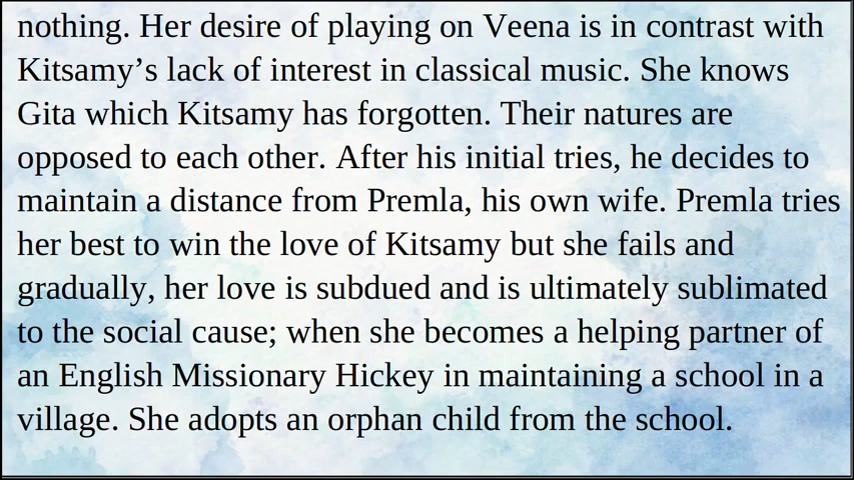 nothing. Her desire of playing on Veena is in contrast with
Kitsamy’s lack of interest in classical music. She knows
Gita which Kitsamy has forgotten. Their natures are
opposed to each other. After his initial tries, he decides to
maintain a distance from Premla, his own wife. Premla tries
her best to win the love of Kitsamy but she fails and
gradually, her love is subdued and is ultimately sublimated
to the social cause; when she becomes a helping partner of
an English Missionary Hickey in maintaining a school in a
village. She adopts an orphan child from the school.